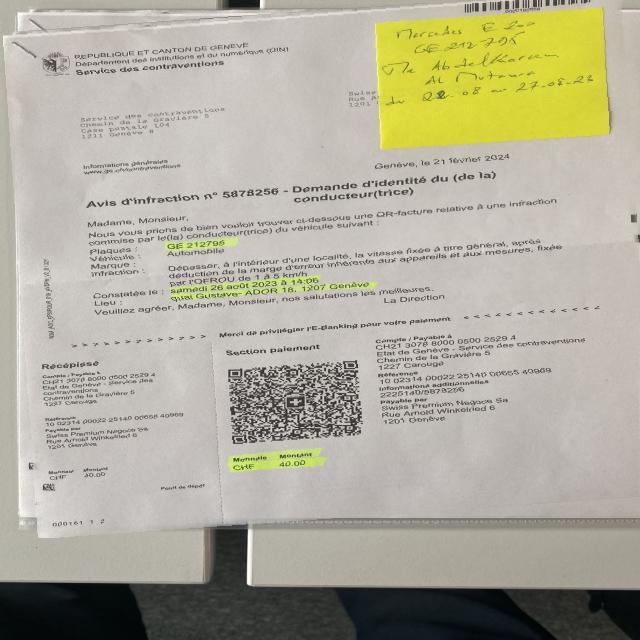 REPUBLIQUE ET CANTON DE GENEVE
Département des institutions et du numérique (DIN)
Service des contraventions
Mercedes E 200
GE 212795
Mr Abdelkareem
AL Mutawa
du 22-08 au 27-08-23
Service des contraventions
Chemin de la Gravière 5
Case postale 104
1211 Genève 8
Swiss
Rue A
1201
Informations générales
www.ge.ch/contraventions
Genève, le 21 février 2024
Avis d'infraction n° 5878256 - Demande d'identité du (de la)
conducteur(trice)
Madame, Monsieur,
Nous vous prions de bien vouloir trouver ci-dessous une QR-facture relative à une infraction
commise par le(la) conducteur(trice) du véhicule suivant :
Plaques : GE 212795
Véhicule : Automobile
Marque :
Infraction : Dépasser, à l'intérieur d'une localité, la vitesse fixée à titre général, après
déduction de la marge d'erreur inhérente aux appareils et aux mesures, fixée
par l'OFROU de 1 à 5 km/h
Constatée le : samedi 26 août 2023 à 14:06
Lieu : quai Gustave- ADOR 18, 1207 Genève
Veuillez agréer, Madame, Monsieur, nos salutations les meilleures.
La Direction
Merci de privilégier l'E-Banking pour votre paiement
Récépissé
Compte / Payable à
CH21 3078 8000 0500 2529 4
Etat de Genève - Service des
contraventions
Chemin de la Gravière 5
1227 Carouge
Référence
10 02314 00022 25140 00658 40969
Payable par
Swiss Premium Negoce Sa
Rue Arnold Winkelried 6
1201 Genève
Monnaie Montant
CHF 40.00
Point de dépôt
Section paiement
Monnaie Montant
CHF 40.00
Compte / Payable à
CH21 3078 8000 0500 2529 4
Etat de Genève - Service des contraventions
Chemin de la Gravière 5
1227 Carouge
Référence
10 02314 00022 25140 00658 40969
Informations additionnelles
22251405878256
Payable par
Swiss Premium Negoce Sa
Rue Arnold Winkelried 6
1201 Genève
000161 1 2